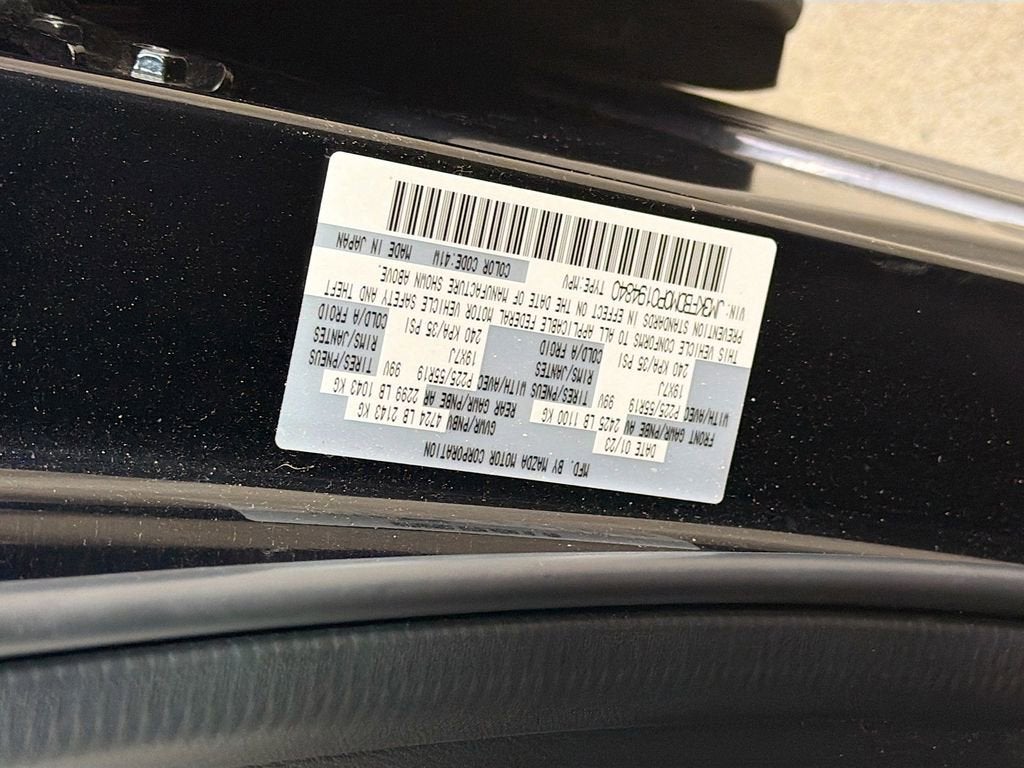 MFD. BY MAZDA MOTOR CORPORATION
DATE 01/23 GVWR/PNBV 4724 LB 2143 KG
FRONT GAWR/PNBE AV 2425 LB 1100 KG REAR GAWR/PNBE AR 2299 LB 1043 KG
WITH/AVEC P225/55R19 99V TIRES/PNEUS WITH/AVEC P225/55R19 99V TIRES/PNEUS
19X7J RIMS/JANTES 19X7J RIMS/JANTES
240 KPA/35 PSI COLD/A FROID 240 KPA/35 PSI COLD/A FROID
THIS VEHICLE CONFORMS TO ALL APPLICABLE FEDERAL MOTOR VEHICLE SAFETY AND THEFT
PREVENTION STANDARDS IN EFFECT ON THE DATE OF MANUFACTURE SHOWN ABOVE.
VIN: JM3KFBDM0P0194840 TYPE:MPV COLOR CODE:41W MADE IN JAPAN